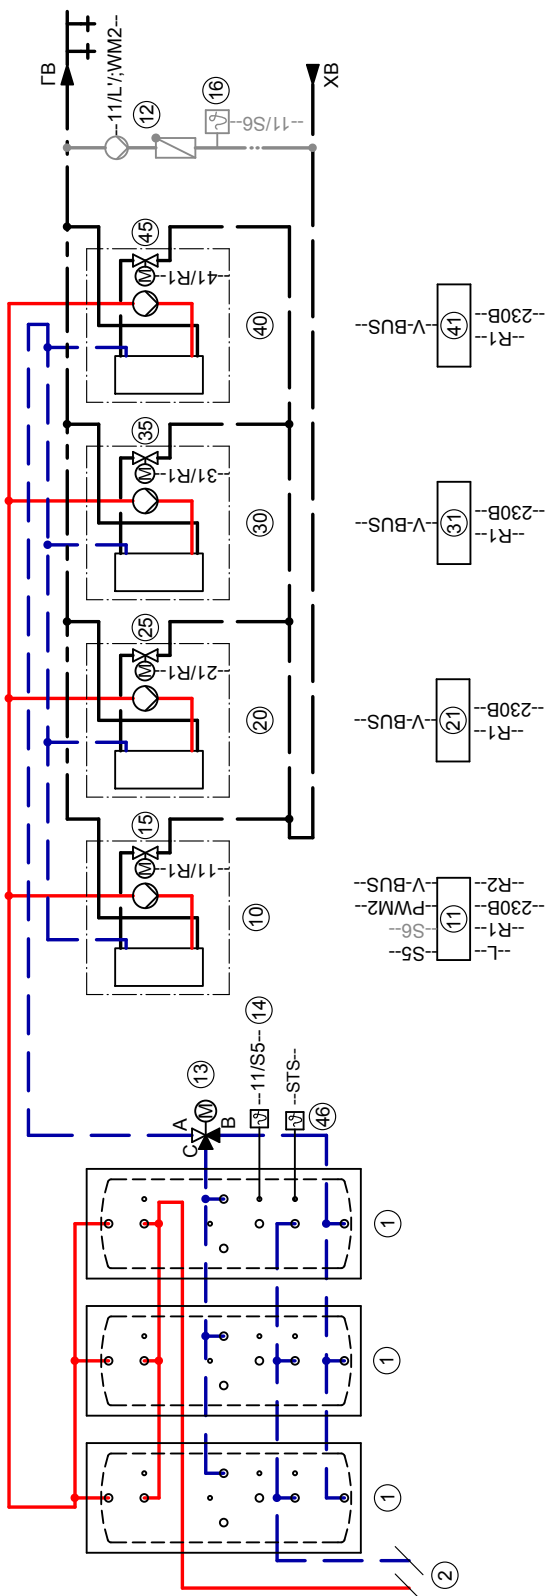 ГВ
ХВ
--11/L'/;WM2--
12
16
--11/S6--
45
M
--41/R1
40
V-BUS--
41
--R1--
--230В--
35
M
--31/R1
30
V-BUS--
31
--R1--
--230В--
25
M
--21/R1
20
V-BUS--
21
--R1--
--230В--
15
M
--11/R1
10
--V-BUS
--PWM2--
--S6--
--S5--
11
--R2--
--230В--
--R1--
--L--
13
M
A
B
C
14
--11/S5--
--STS--
46
1
1
1
2